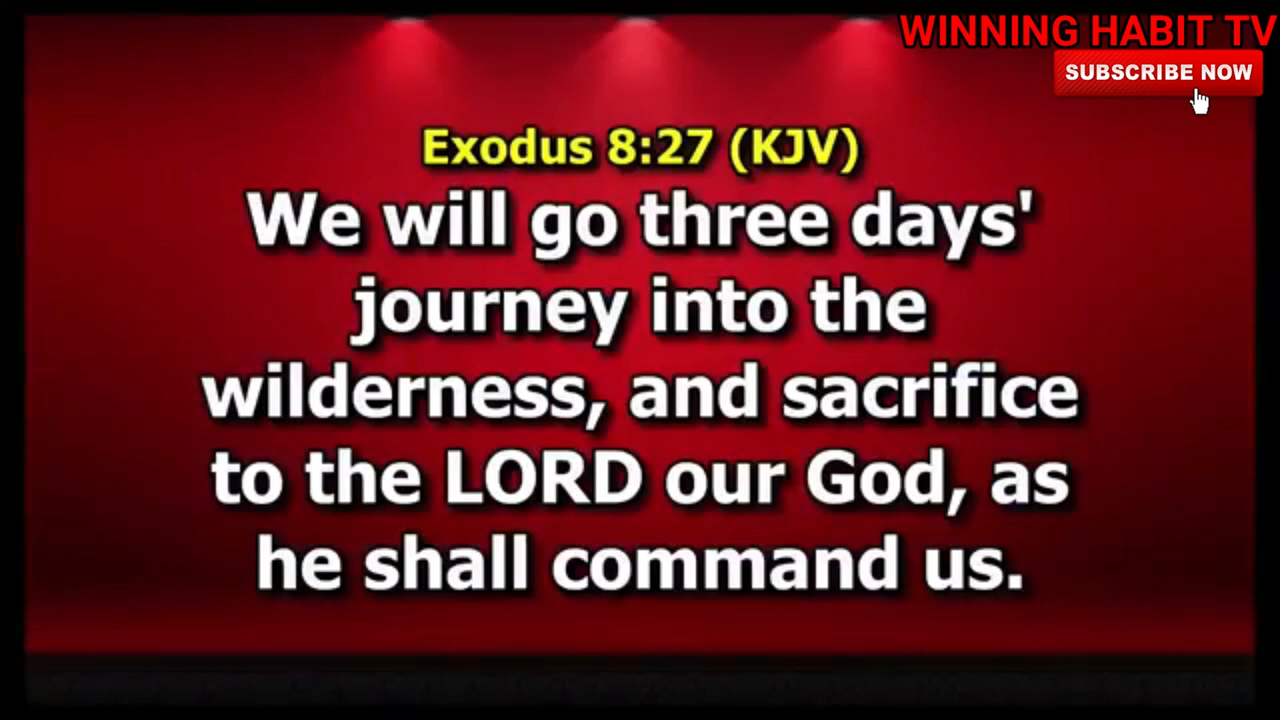 WINNING HABIT TV
SUBSCRIBE NOW
Exodus 8:27 (KJV)
We will go three days'
journey into the
wilderness, and sacrifice
to the LORD our God, as
he shall command us.